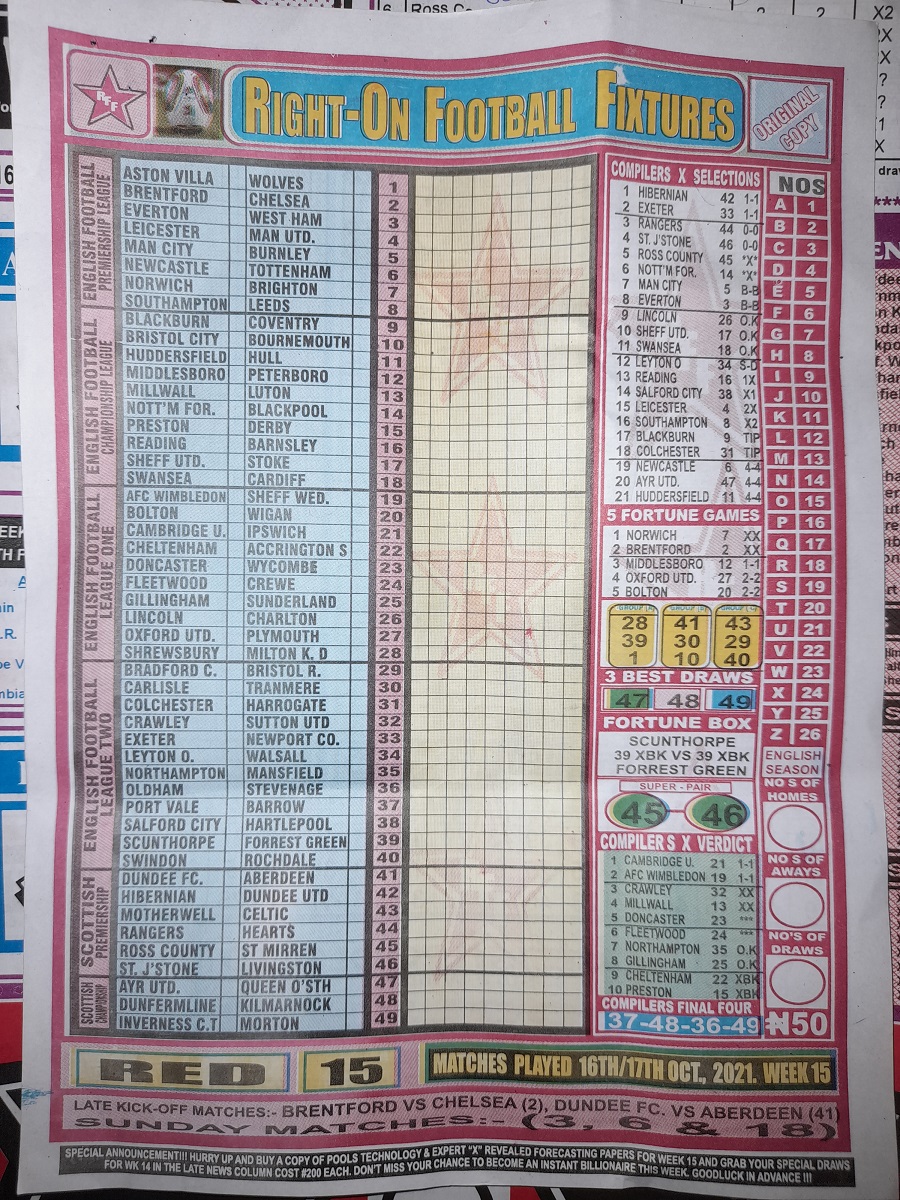 Ross Co
2
2
X2
RFF
RIGHT-ON FOOTBALL FIXTURES
ORIGINAL COPY
ENGLISH FOOTBALL PREMIERSHIP LEAGUE
ASTON VILLA WOLVES 1
BRENTFORD CHELSEA 2
EVERTON WEST HAM 3
LEICESTER MAN UTD. 4
MAN CITY BURNLEY 5
NEWCASTLE TOTTENHAM 6
NORWICH BRIGHTON 7
SOUTHAMPTON LEEDS 8
ENGLISH FOOTBALL CHAMPIONSHIP LEAGUE
BLACKBURN COVENTRY 9
BRISTOL CITY BOURNEMOUTH 10
HUDDERSFIELD HULL 11
MIDDLESBORO PETERBORO 12
MILLWALL LUTON 13
NOTT'M FOR. BLACKPOOL 14
PRESTON DERBY 15
READING BARNSLEY 16
SHEFF UTD. STOKE 17
SWANSEA CARDIFF 18
ENGLISH FOOTBALL LEAGUE ONE
AFC WIMBLEDON SHEFF WED. 19
BOLTON WIGAN 20
CAMBRIDGE U. IPSWICH 21
CHELTENHAM ACCRINGTON S 22
DONCASTER WYCOMBE 23
FLEETWOOD CREWE 24
GILLINGHAM SUNDERLAND 25
LINCOLN CHARLTON 26
OXFORD UTD. PLYMOUTH 27
SHREWSBURY MILTON K. D 28
ENGLISH FOOTBALL LEAGUE TWO
BRADFORD C. BRISTOL R. 29
CARLISLE TRANMERE 30
COLCHESTER HARROGATE 31
CRAWLEY SUTTON UTD 32
EXETER NEWPORT CO. 33
LEYTON O. WALSALL 34
NORTHAMPTON MANSFIELD 35
OLDHAM STEVENAGE 36
PORT VALE BARROW 37
SALFORD CITY HARTLEPOOL 38
SCUNTHORPE FORREST GREEN 39
SWINDON ROCHDALE 40
SCOTTISH PREMIERSHIP
DUNDEE FC. ABERDEEN 41
HIBERNIAN DUNDEE UTD 42
MOTHERWELL CELTIC 43
RANGERS HEARTS 44
ROSS COUNTY ST MIRREN 45
ST. J'STONE LIVINGSTON 46
SCOTTISH CHAMPIONSHIP
AYR UTD. QUEEN O'STH 47
DUNFERMLINE KILMARNOCK 48
INVERNESS C.T MORTON 49
COMPILERS X SELECTIONS
1 HIBERNIAN 42 1-1
2 EXETER 33 1-1
3 RANGERS 44 0-0
4 ST. J'STONE 46 0-0
5 ROSS COUNTY 45 *X*
6 NOTT'M FOR. 14 *X*
7 MAN CITY 5 B-B
8 EVERTON 3 B-B
9 LINCOLN 26 O.K
10 SHEFF UTD. 17 O.K
11 SWANSEA 18 O.K
12 LEYTON O 34 S-D
13 READING 16 1X
14 SALFORD CITY 38 X1
15 LEICESTER 4 2X
16 SOUTHAMPTON 8 X2
17 BLACKBURN 9 TIP
18 COLCHESTER 31 TIP
19 NEWCASTLE 6 4-4
20 AYR UTD. 47 4-4
21 HUDDERSFIELD 11 4-4
5 FORTUNE GAMES
1 NORWICH 7 XX
2 BRENTFORD 2 XX
3 MIDDLESBORO 12 1-1
4 OXFORD UTD. 27 2-2
5 BOLTON 20 2-2
28 41 43
39 30 29
1 10 40
3 BEST DRAWS
47 48 49
FORTUNE BOX
SCUNTHORPE
39 XBK VS 39 XBK
FORREST GREEN
SUPER - PAIR
45 46
COMPILERS X VERDICT
1 CAMBRIDGE U. 21 1-1
2 AFC WIMBLEDON 19 1-1
3 CRAWLEY 32 XX
4 MILLWALL 13 XX
5 DONCASTER 23 ***
6 FLEETWOOD 24 ***
7 NORTHAMPTON 35 O.K
8 GILLINGHAM 25 O.K
9 CHELTENHAM 22 XBK
10 PRESTON 15 XBK
COMPILERS FINAL FOUR
37-48-36-49
NOS
A 1
B 2
C 3
D 4
E 5
F 6
G 7
H 8
I 9
J 10
K 11
L 12
M 13
N 14
O 15
P 16
Q 17
R 18
S 19
T 20
U 21
V 22
W 23
X 24
Y 25
Z 26
ENGLISH SEASON
NO S OF HOMES
NO S OF AWAYS
NO'S OF DRAWS
₦50
RED 15 MATCHES PLAYED 16TH/17TH OCT., 2021. WEEK 15
LATE KICK-OFF MATCHES:- BRENTFORD VS CHELSEA (2), DUNDEE FC. VS ABERDEEN (41)
SUNDAY MATCHES:- (3, 6 & 18)
SPECIAL ANNOUNCEMENT!!! HURRY UP AND BUY A COPY OF POOLS TECHNOLOGY & EXPERT "X" REVEALED FORECASTING PAPERS FOR WEEK 15 AND GRAB YOUR SPECIAL DRAWS
FOR WK 14 IN THE LATE NEWS COLUMN COST #200 EACH. DON'T MISS YOUR CHANCE TO BECOME AN INSTANT BILLIONAIRE THIS WEEK. GOODLUCK IN ADVANCE !!!